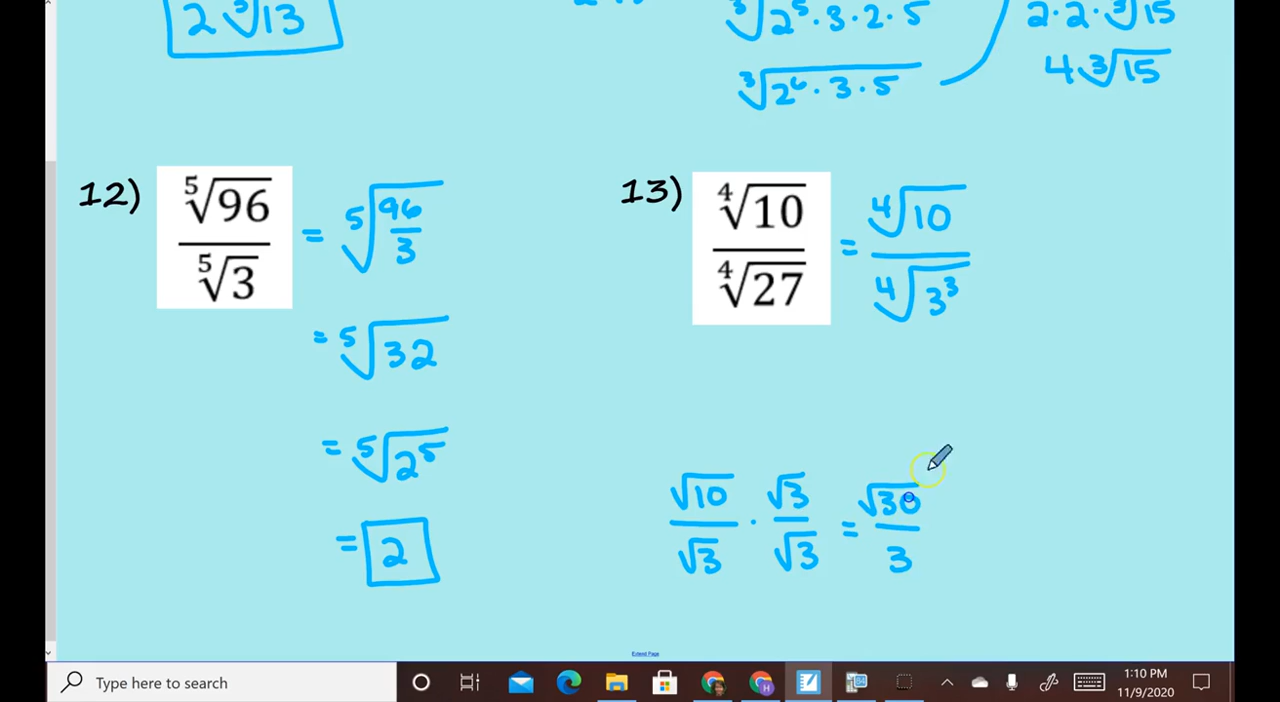 2∛13
∛2⁵·3·2·5
2·2·∛15
∛2⁶·3·5
4∛15
12) ⁵√96 / ⁵√3 = ⁵√96/3
= ⁵√32
= ⁵√2⁵
= 2
13) ⁴√10 / ⁴√27 = ⁴√10 / ⁴√3³
√10/√3 · √3/√3 = √30/3
Extend Page
Type here to search
1:10 PM
11/9/2020